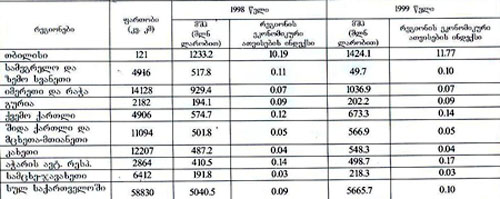 რეგიონები ფართობი (კვ. კმ) 1998 წელი 1999 წელი
მშპ (მლნ ლარობით) რეგიონის ეკონომიკური ათვისების ინდექსი მშპ (მლნ ლარობით) რეგიონის ეკონომიკური ათვისების ინდექსი
თბილისი 121 1233.2 10.19 1424.1 11.77
სამეგრელო და ზემო სვანეთი 4916 517.8 0.11 49.7 0.10
იმერეთი და რაჭა 14128 929.4 0.07 1036.9 0.07
გურია 2182 194.1 0.09 202.2 0.09
ქვემო ქართლი 4906 574.7 0.12 673.3 0.14
შიდა ქართლი და მცხეთა-მთიანეთი 11094 501.8 0.05 566.9 0.05
კახეთი 12207 487.2 0.04 548.3 0.04
აჭარის ავტ. რესპ. 2864 410.5 0.14 498.7 0.17
სამცხე-ჯავახეთი 6412 191.8 0.03 218.3 0.03
სულ საქართველოში 58830 5040.5 0.09 5665.7 0.10